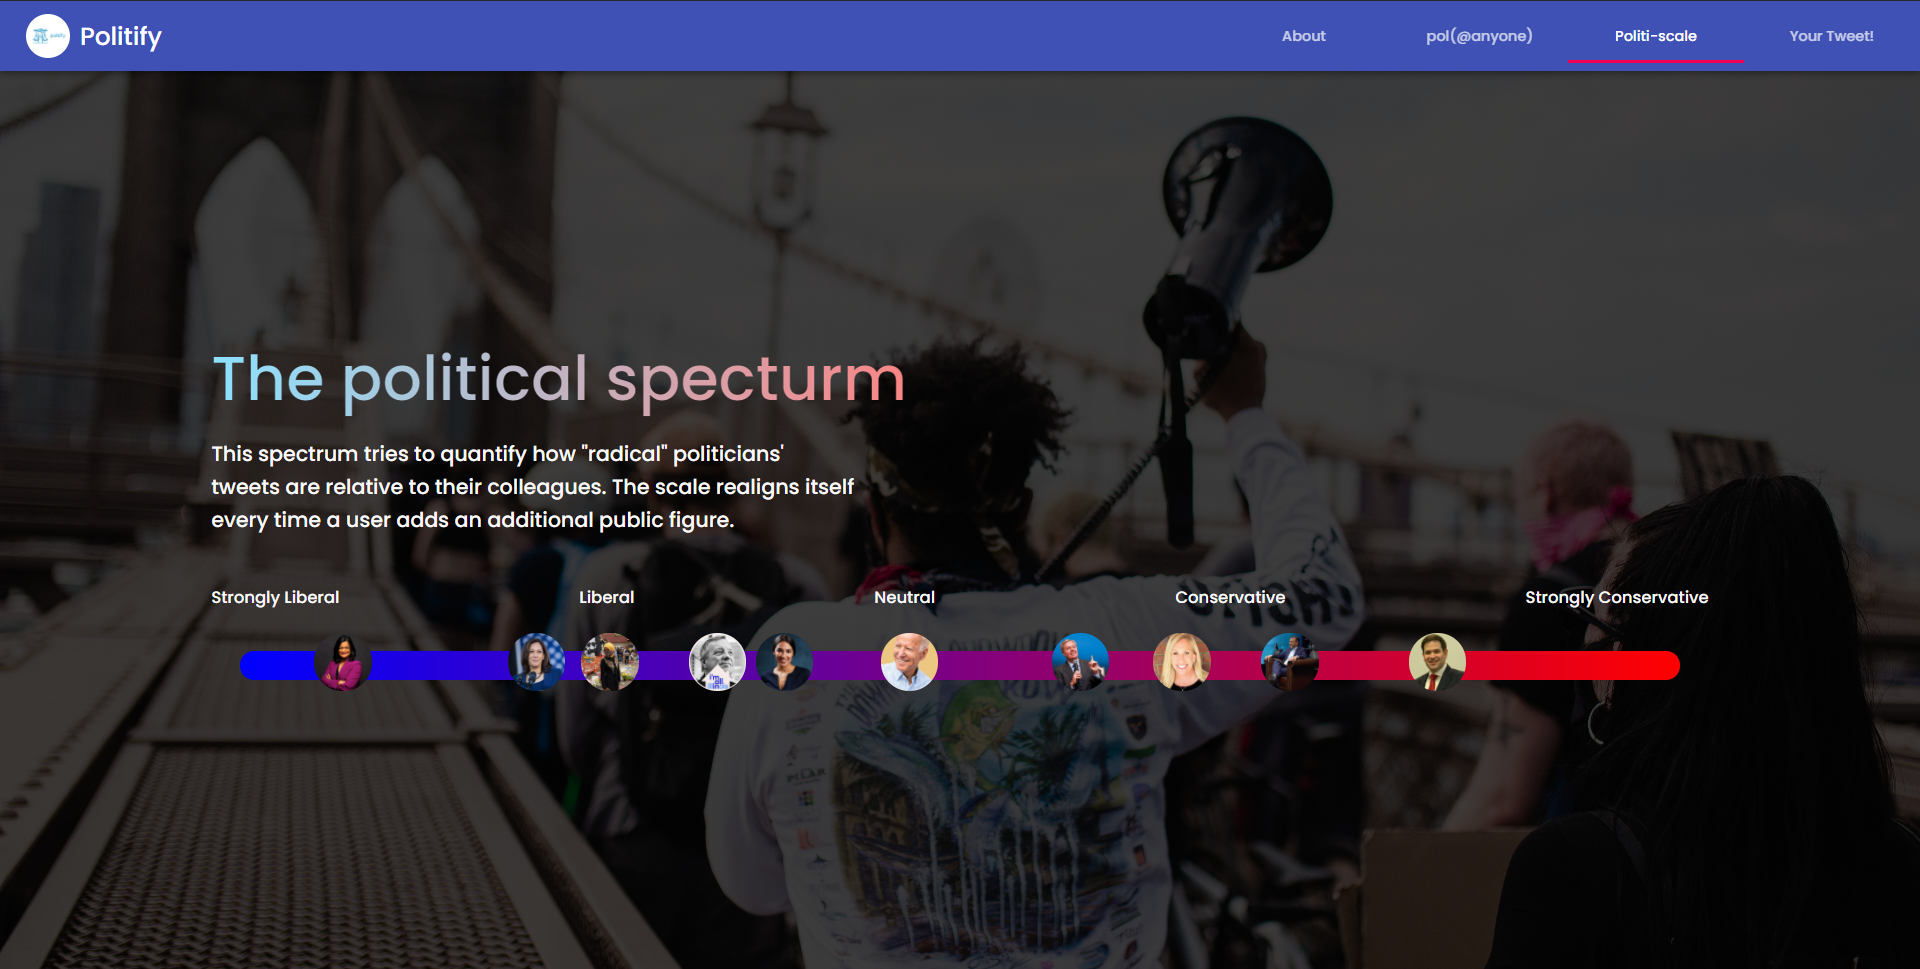 Politify
About
pol(@anyone)
Politi-scale
Your Tweet!
The political specturm
This spectrum tries to quantify how "radical" politicians'
tweets are relative to their colleagues. The scale realigns itself
every time a user adds an additional public figure.
Strongly Liberal
Liberal
Neutral
Conservative
Strongly Conservative